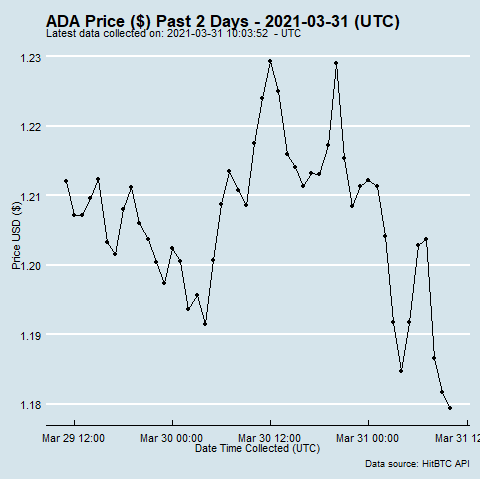 ADA Price ($) Past 2 Days - 2021-03-31 (UTC)
Latest data collected on: 2021-03-31 10:03:52 - UTC
1.23
1.22
1.21
1.20
1.19
1.18
Price USD ($)
Mar 29 12:00 Mar 30 00:00 Mar 30 12:00 Mar 31 00:00 Mar 31 12
Date Time Collected (UTC)
Data source: HitBTC API